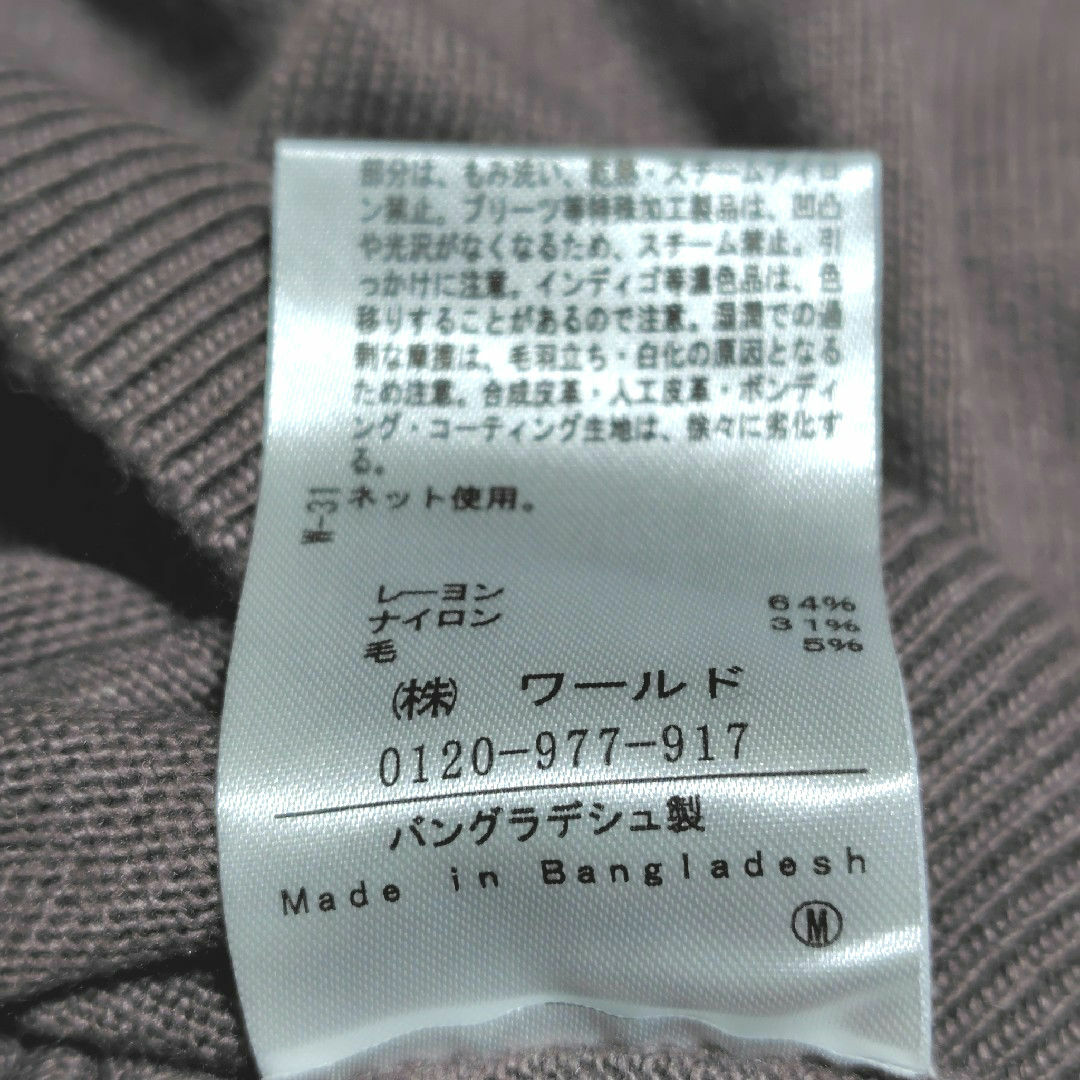 部分は、もみ洗い、乾燥・スチームアイロ
ン禁止。プリーツ等特殊加工製品は、凹凸
や光沢がなくなるため、スチーム禁止。引
っかけに注意。インディゴ等濃色品は、色
移りすることがあるので注意。湿潤での過
剰な摩擦は、毛羽立ち・白化の原因となる
ため注意。合成皮革・人工皮革・ボンディ
ング・コーティング生地は、徐々に劣化す
る。
ネット使用。
W-31
レーヨン 64%
ナイロン 31%
毛 5%
(株) ワールド
0120-977-917
バングラデシュ製
Made in Bangladesh
Ⓜ